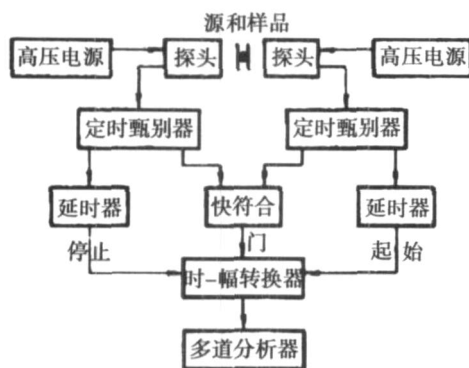 源和样品
高压电源
探头
探头
高压电源
定时甄别器
定时甄别器
延时器
快符合
延时器
停止
门
起始
时-幅转换器
多道分析器